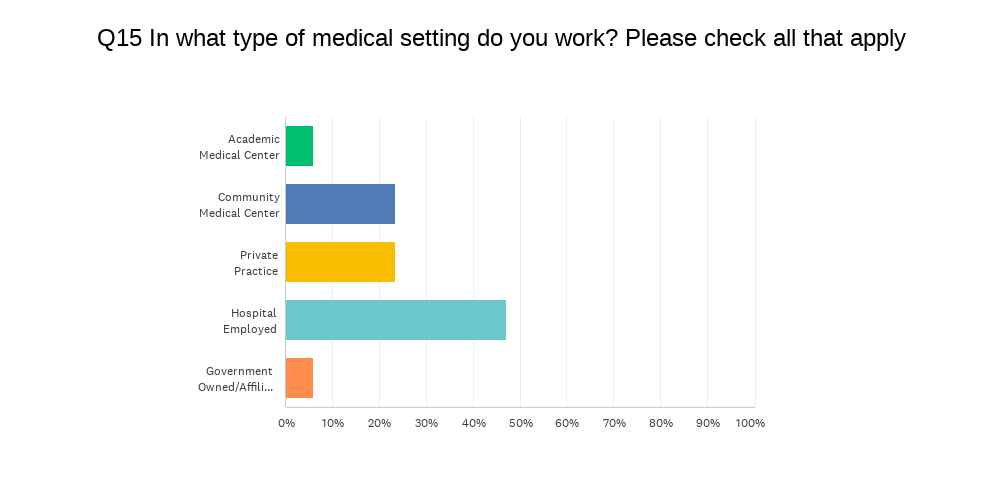 Q15 In what type of medical setting do you work? Please check all that apply
Academic
Medical Center
Community
Medical Center
Private
Practice
Hospital
Employed
Government
Owned/Affili...
0% 10% 20% 30% 40% 50% 60% 70% 80% 90% 100%